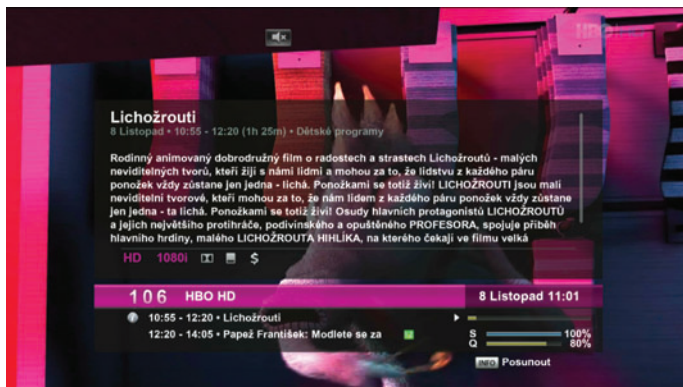 HBO HD
Lichožrouti
8 Listopad • 10:55 - 12:20 (1h 25m) • Dětské programy
Rodinný animovaný dobrodružný film o radostech a strastech Lichožroutů - malých
neviditelných tvorů, kteří žijí s námi lidmi a mohou za to, že lidstvu z každého páru
ponožek vždy zůstane jen jedna - lichá. Ponožkami se totiž živí! LICHOŽROUTI jsou malí
neviditelní tvorové, kteří mohou za to, že nám lidem z každého páru ponožek vždy zůstane
jen jedna - ta lichá. Ponožkami se totiž živí! Osudy hlavních protagonistů LICHOŽROUTŮ
a jejich největšího protihráče, podivínského a opuštěného PROFESORA, spojuje příběh
hlavního hrdiny, malého LICHOŽROUTA HIHLÍKA, na kterého čekají ve filmu velká
HD 1080i $
106 HBO HD 8 Listopad 11:01
10:55 - 12:20 • Lichožrouti
12:20 - 14:05 • Papež František: Modlete se za
S 100%
Q 80%
INFO Posunout